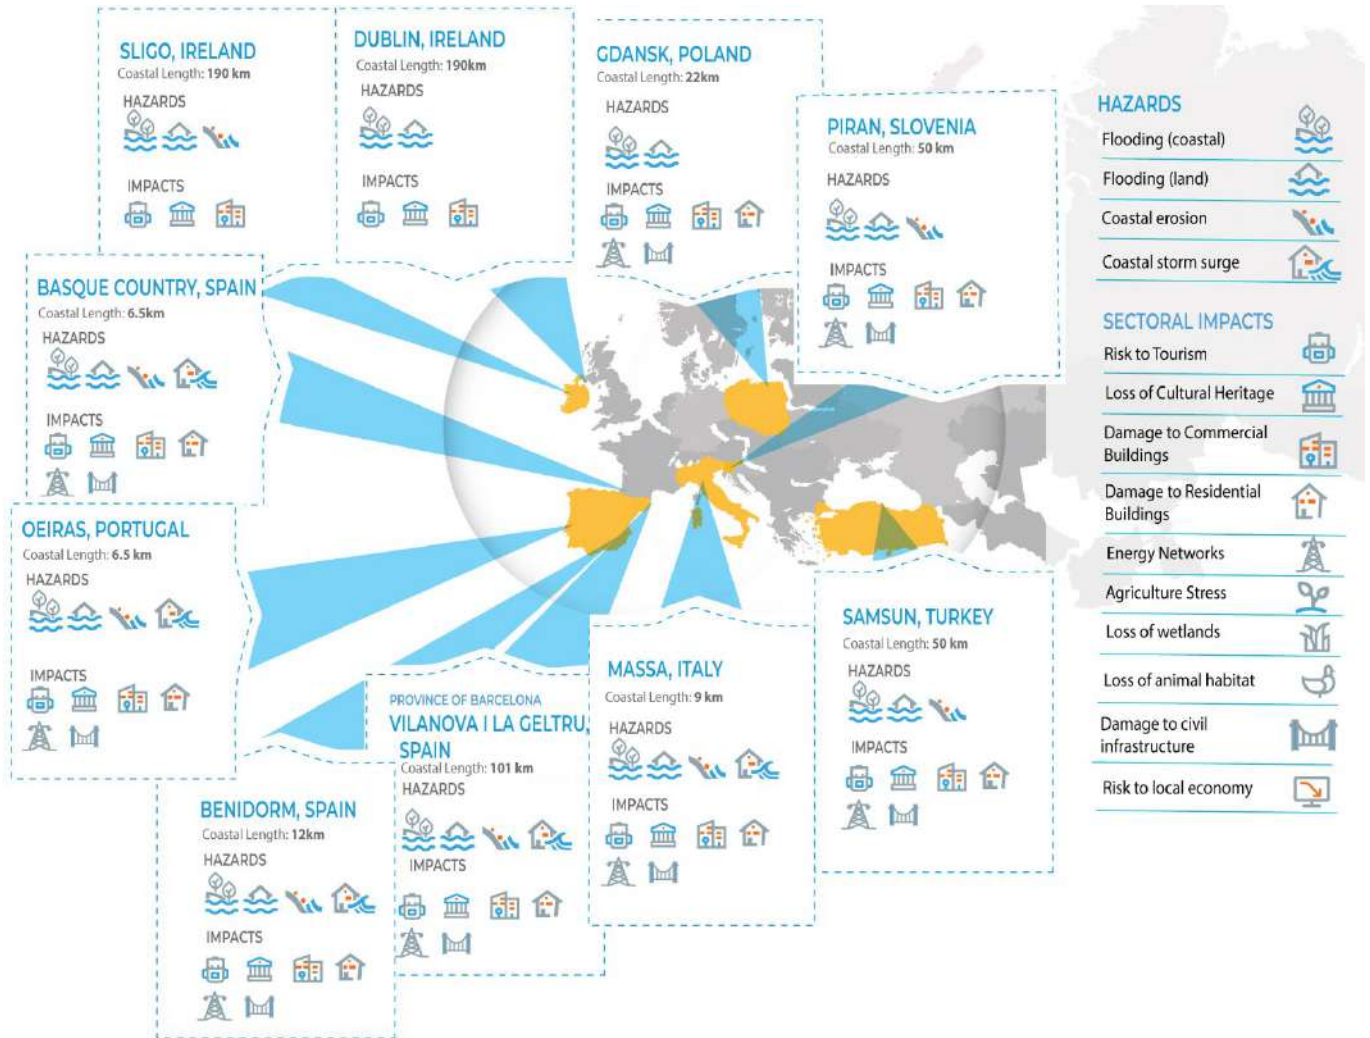 SLIGO, IRELAND
Coastal Length: 190 km
HAZARDS
IMPACTS
DUBLIN, IRELAND
Coastal Length: 190km
HAZARDS
IMPACTS
GDANSK, POLAND
Coastal Length: 22km
HAZARDS
IMPACTS
PIRAN, SLOVENIA
Coastal Length: 50 km
HAZARDS
IMPACTS
BASQUE COUNTRY, SPAIN
Coastal Length: 6.5km
HAZARDS
IMPACTS
OEIRAS, PORTUGAL
Coastal Length: 6.5 km
HAZARDS
IMPACTS
BENIDORM, SPAIN
Coastal Length: 12km
HAZARDS
IMPACTS
PROVINCE OF BARCELONA
VILANOVA I LA GELTRU,
SPAIN
Coastal Length: 101 km
HAZARDS
IMPACTS
MASSA, ITALY
Coastal Length: 9 km
HAZARDS
IMPACTS
SAMSUN, TURKEY
Coastal Length: 50 km
HAZARDS
IMPACTS
HAZARDS
Flooding (coastal)
Flooding (land)
Coastal erosion
Coastal storm surge
SECTORAL IMPACTS
Risk to Tourism
Loss of Cultural Heritage
Damage to Commercial
Buildings
Damage to Residential
Buildings
Energy Networks
Agriculture Stress
Loss of wetlands
Loss of animal habitat
Damage to civil
infrastructure
Risk to local economy